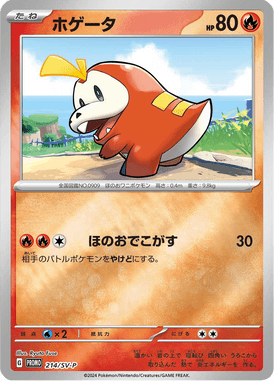 たね
ホゲータ
HP 80
全国図鑑NO.0909 ほのおワニポケモン 高さ：0.4m 重さ：9.8kg
ほのおでこがす 30
相手のバトルポケモンをやけどにする。
弱点 ×2 抵抗力 にげる
Illus. Kyoto Fuse
G PROMO 214/SV-P
©2024 Pokémon/Nintendo/Creatures/GAME FREAK.